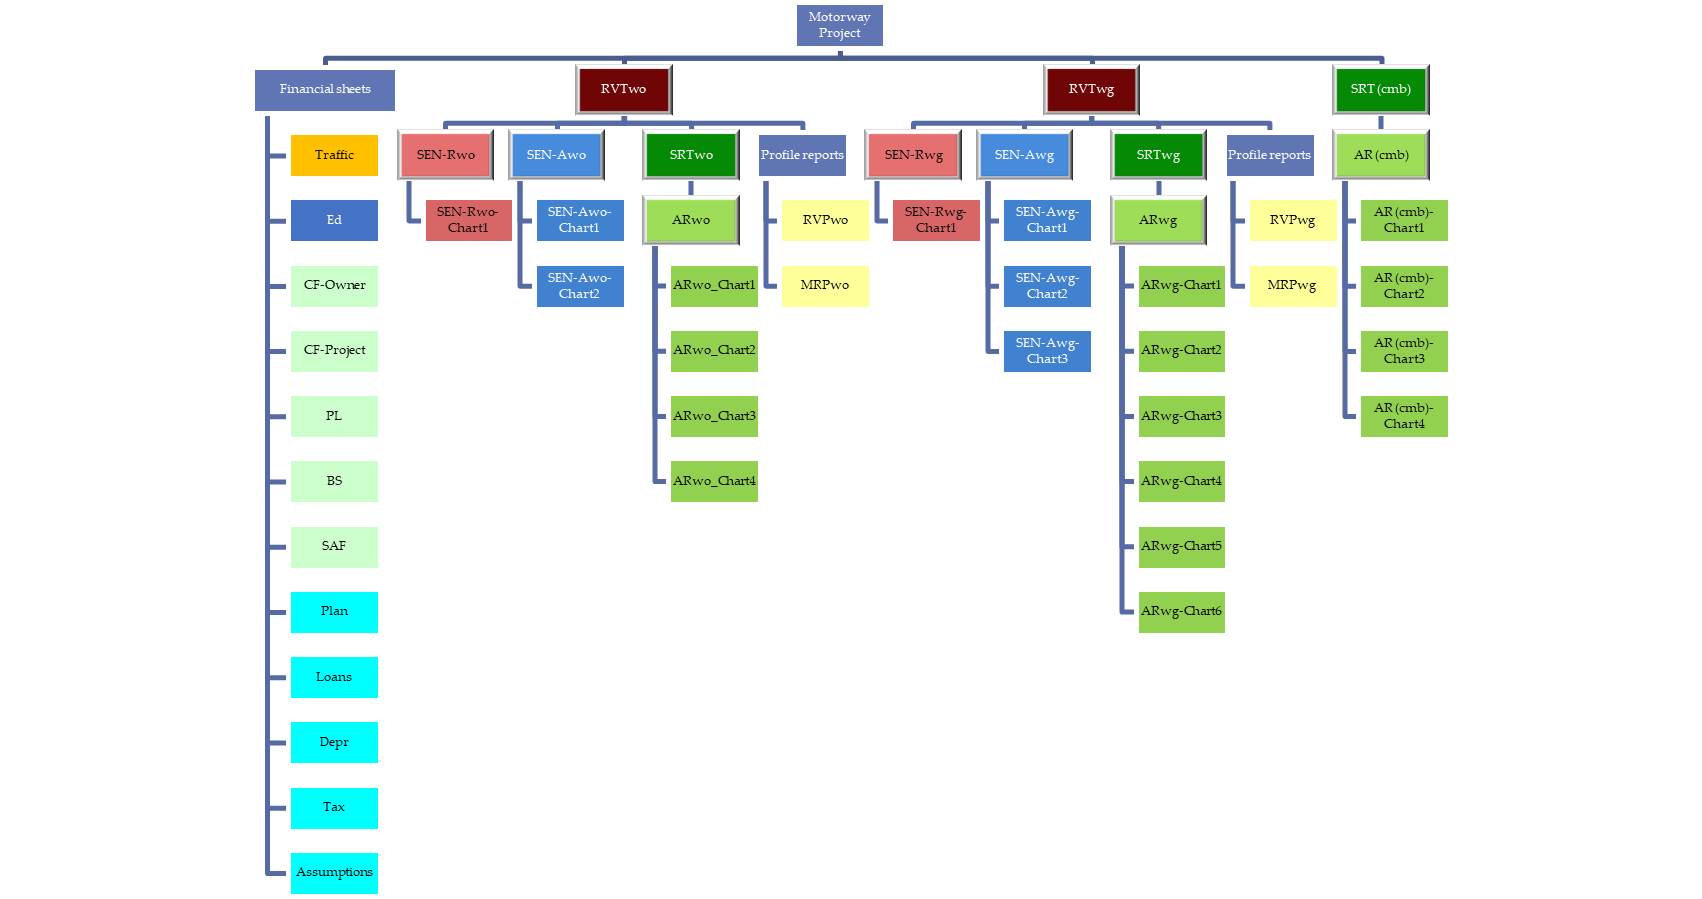 Motorway
Project
Financial sheets
RVTwo
RVTwg
SRT (cmb)
Traffic
SEN-Rwo
SEN-Awo
SRTwo
Profile reports
SEN-Rwg
SEN-Awg
SRTwg
Profile reports
AR (cmb)
Ed
SEN-Rwo-
Chart1
SEN-Awo-
Chart1
ARwo
RVPwo
SEN-Rwg-
Chart1
SEN-Awg-
Chart1
ARwg
RVPwg
AR (cmb)-
Chart1
CF-Owner
SEN-Awo-
Chart2
ARwo_Chart1
MRPwo
SEN-Awg-
Chart2
ARwg-Chart1
MRPwg
AR (cmb)-
Chart2
CF-Project
ARwo_Chart2
SEN-Awg-
Chart3
ARwg-Chart2
AR (cmb)-
Chart3
PL
ARwo_Chart3
ARwg-Chart3
AR (cmb)-
Chart4
BS
ARwo_Chart4
ARwg-Chart4
SAF
ARwg-Chart5
Plan
ARwg-Chart6
Loans
Depr
Tax
Assumptions